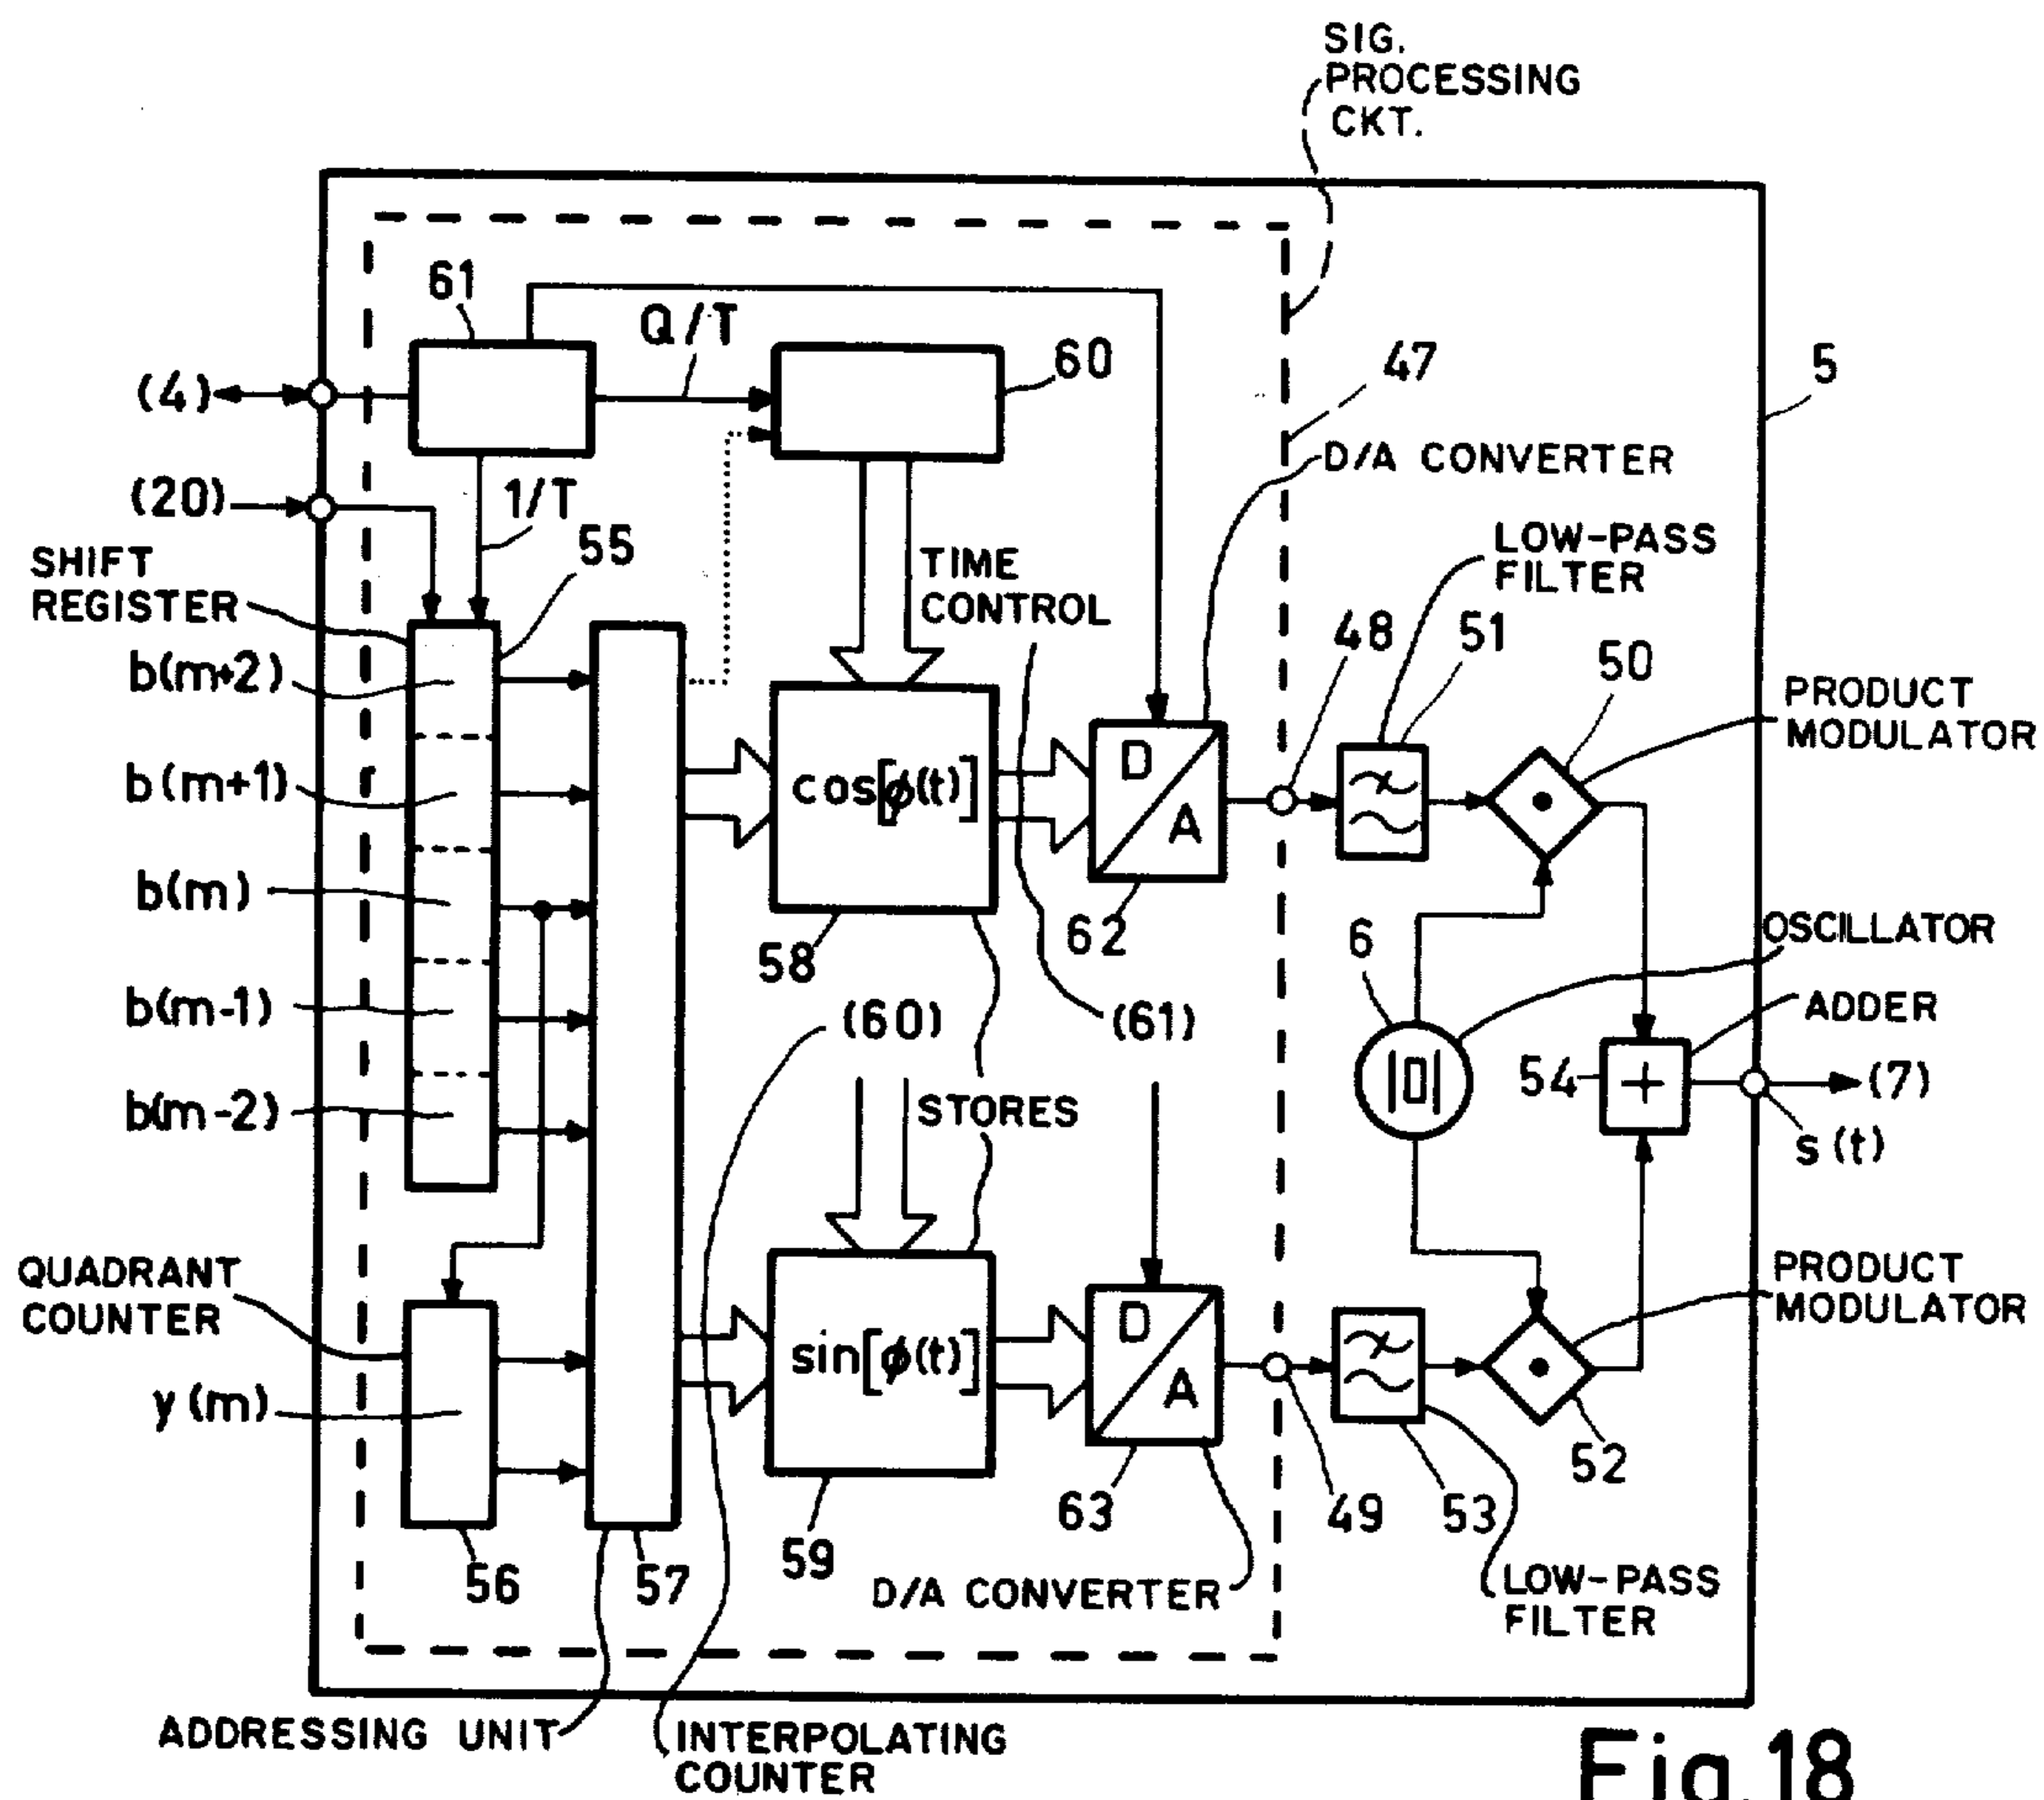 SIG.
PROCESSING
CKT.
61
Q/T
60
47
5
(4)
D/A CONVERTER
(20)
1/T
55
LOW-PASS
FILTER
SHIFT
REGISTER
TIME
CONTROL
48
51
50
b(m+2)
PRODUCT
MODULATOR
b(m+1)
cos[ϕ(t)]
D
A
b(m)
58
62
6
OSCILLATOR
b(m-1)
(60)
(61)
ADDER
b(m-2)
STORES
54
+
(7)
s(t)
QUADRANT
COUNTER
PRODUCT
MODULATOR
y(m)
sin[ϕ(t)]
D
A
52
56
57
59
63
49
53
D/A CONVERTER
LOW-PASS
FILTER
ADDRESSING UNIT
INTERPOLATING
COUNTER
Fig.18